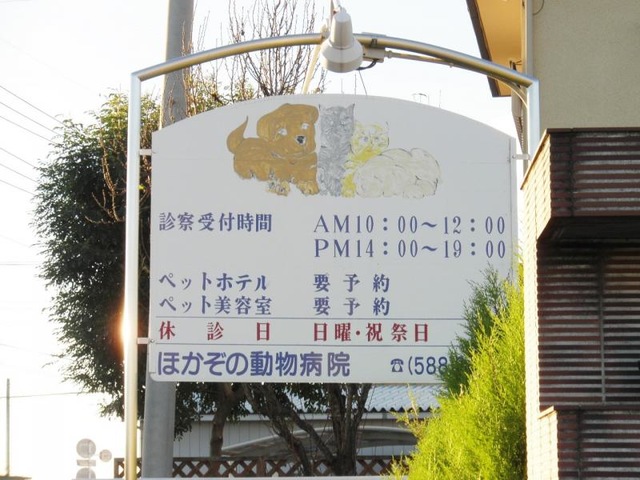 診察受付時間 AM10：00～12：00
PM14：00～19：00
ペットホテル 要予約
ペット美容室 要予約
休診日 日曜・祝祭日
ほかぞの動物病院 ☎(588